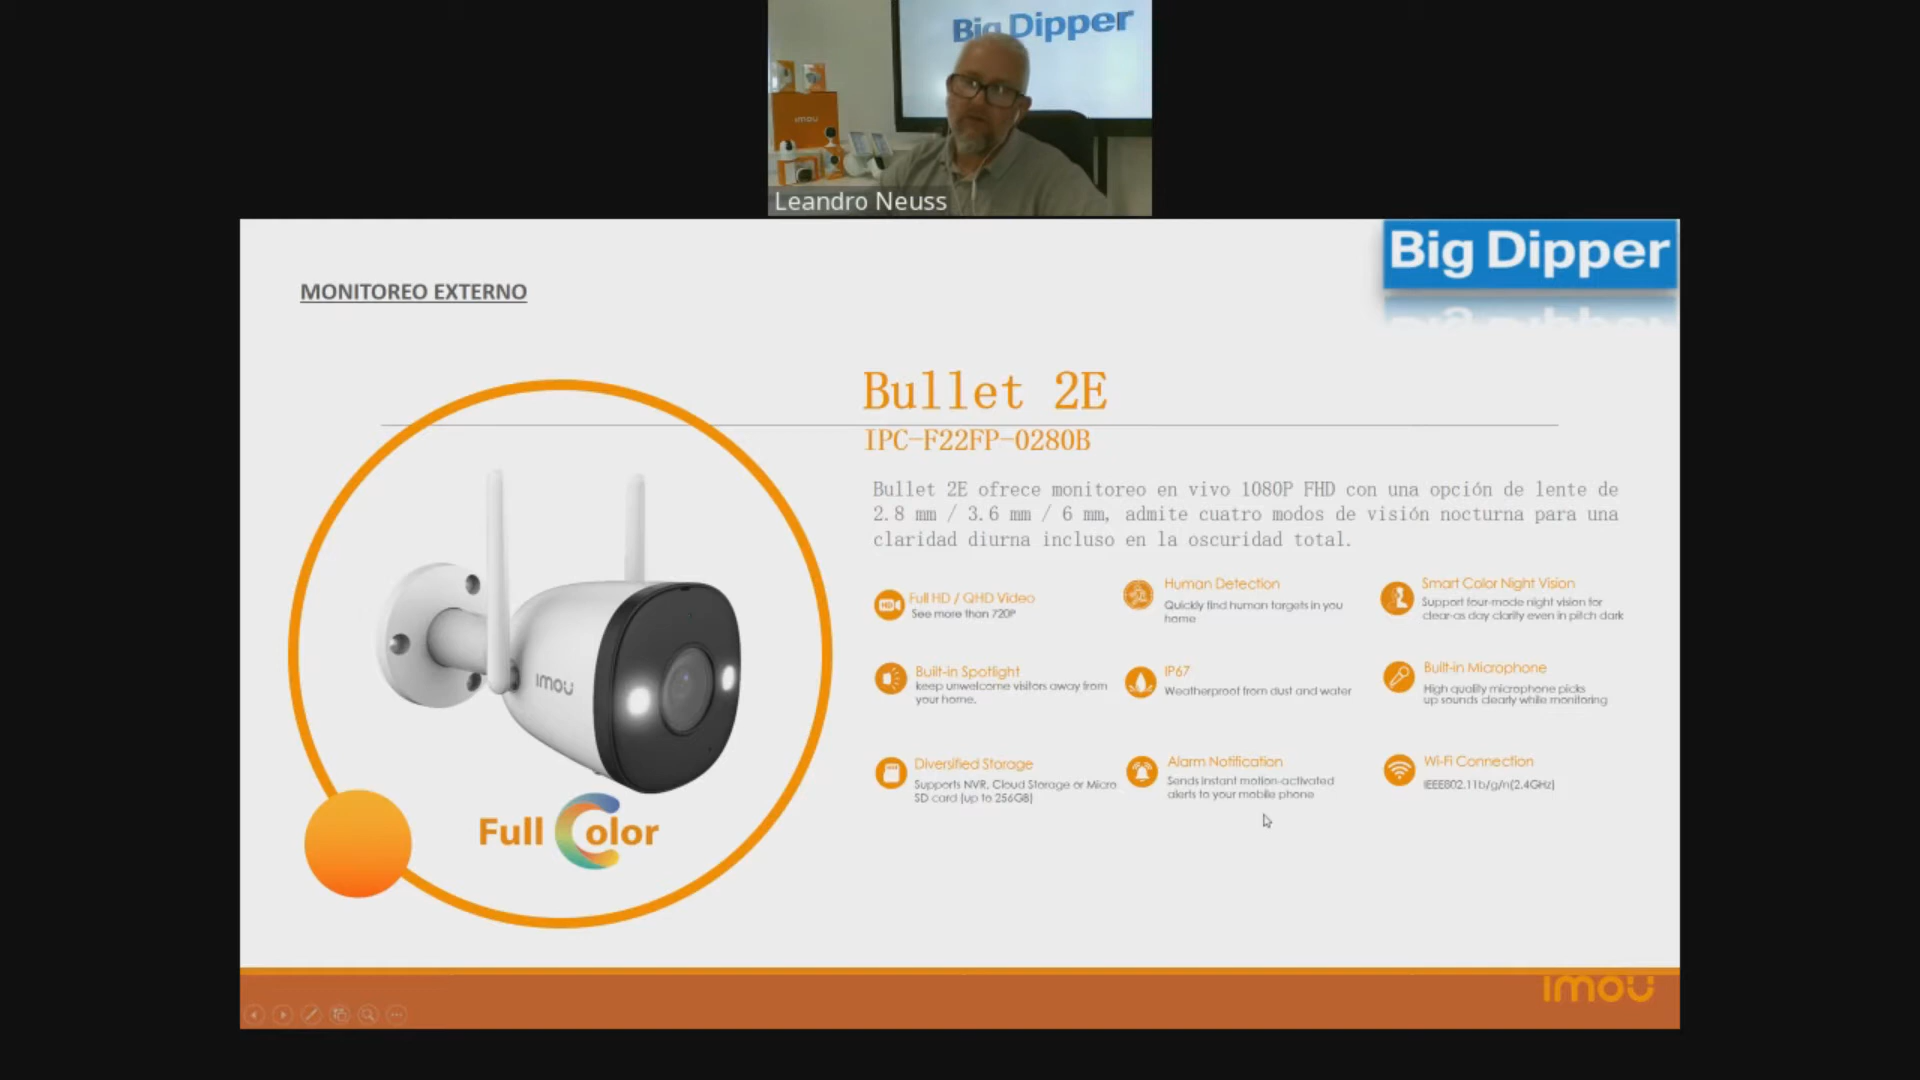 Big Dipper
imou
Leandro Neuss
Big Dipper
MONITOREO EXTERNO
Bullet 2E
IPC-F22FP-0280B
Bullet 2E ofrece monitoreo en vivo 1080P FHD con una opción de lente de
2.8 mm / 3.6 mm / 6 mm, admite cuatro modos de visión nocturna para una
claridad diurna incluso en la oscuridad total.
Full HD / QHD Video
See more than 720P
Human Detection
Quickly find human targets in you
home
Smart Color Night Vision
Support four-mode night vision for
clear-as day clarity even in pitch dark
Built-in Spotlight
keep unwelcome visitors away from
your home.
IP67
Weatherproof from dust and water
Built-in Microphone
High quality microphone picks
up sounds clearly while monitoring
Diversified Storage
Supports NVR, Cloud Storage or Micro
SD card (up to 256GB)
Alarm Notification
Sends instant motion-activated
alerts to your mobile phone
Wi-Fi Connection
IEEE802.11b/g/n(2.4GHz)
imou
Full Color
imou